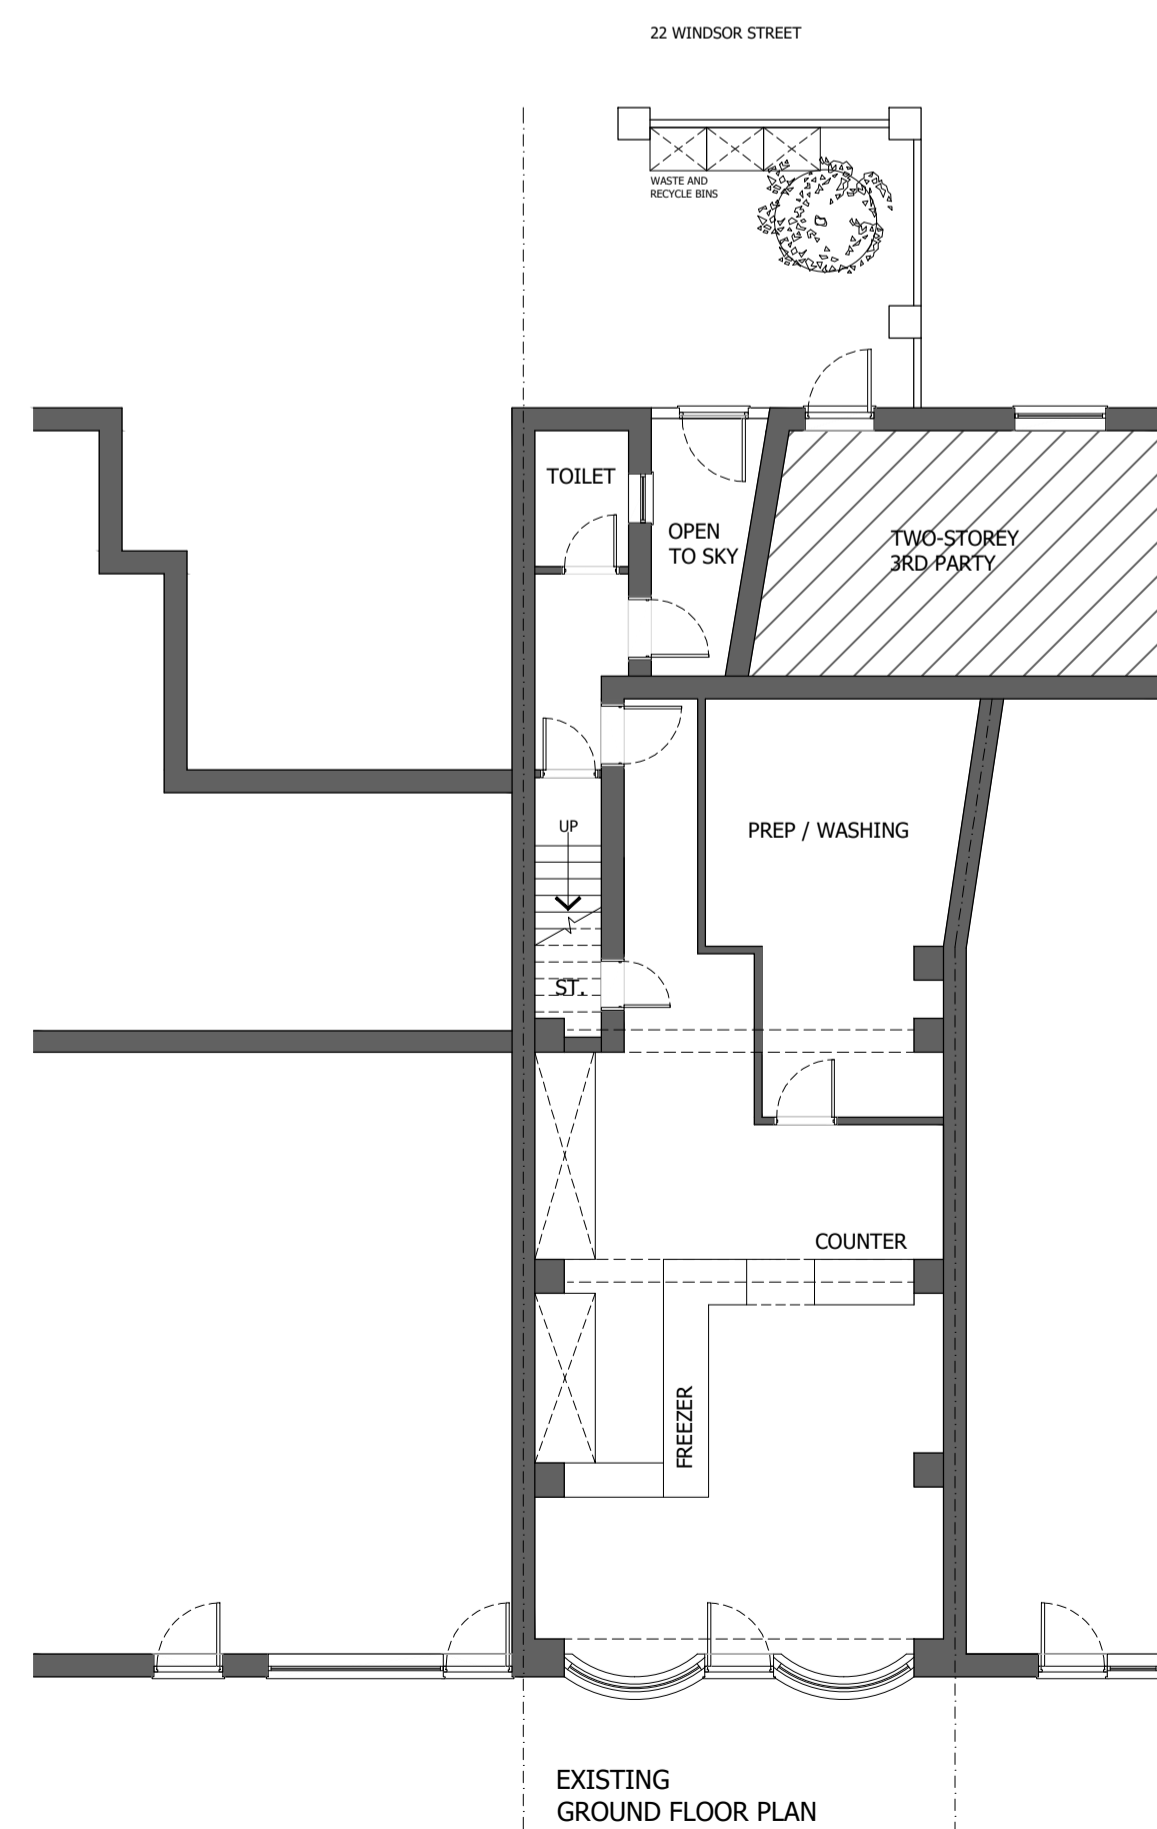 22 WINDSOR STREET
WASTE AND
RECYCLE BINS
TOILET
OPEN
TO SKY
TWO-STOREY
3RD PARTY
UP
PREP / WASHING
ST.
COUNTER
FREEZER
EXISTING
GROUND FLOOR PLAN